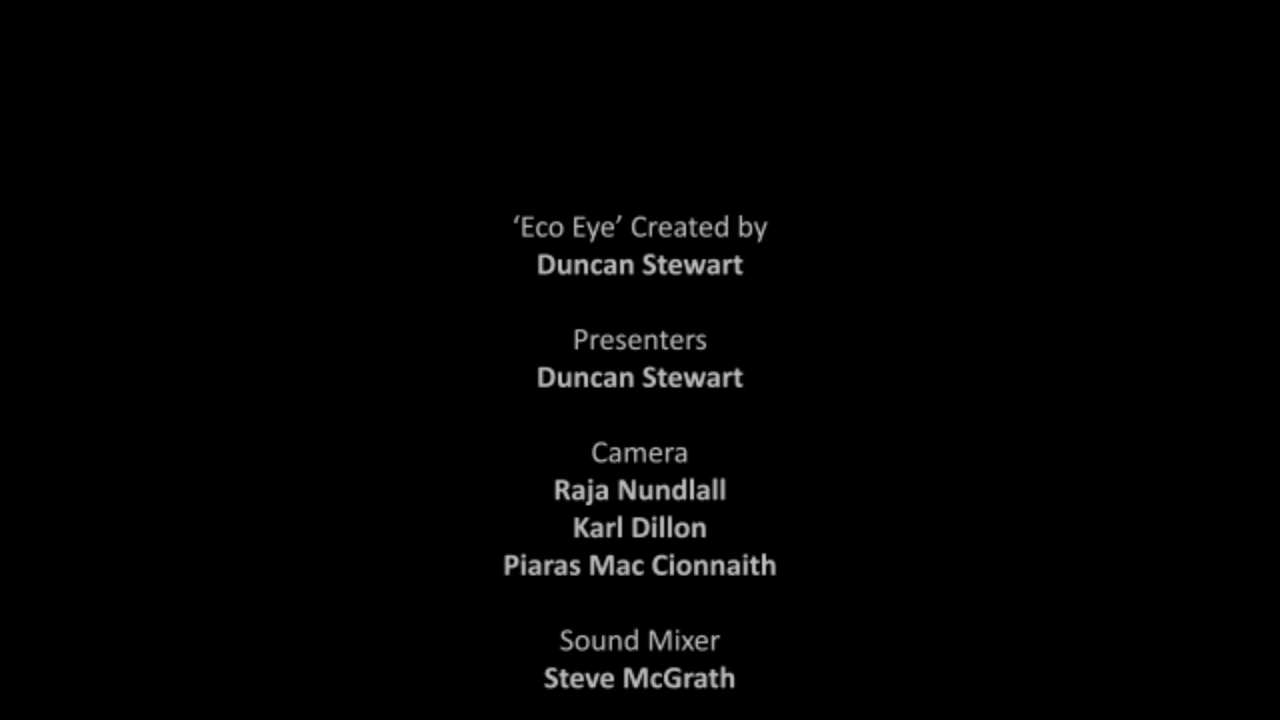 ‘Eco Eye’ Created by
Duncan Stewart
Presenters
Duncan Stewart
Camera
Raja Nundlall
Karl Dillon
Piaras Mac Cionnaith
Sound Mixer
Steve McGrath